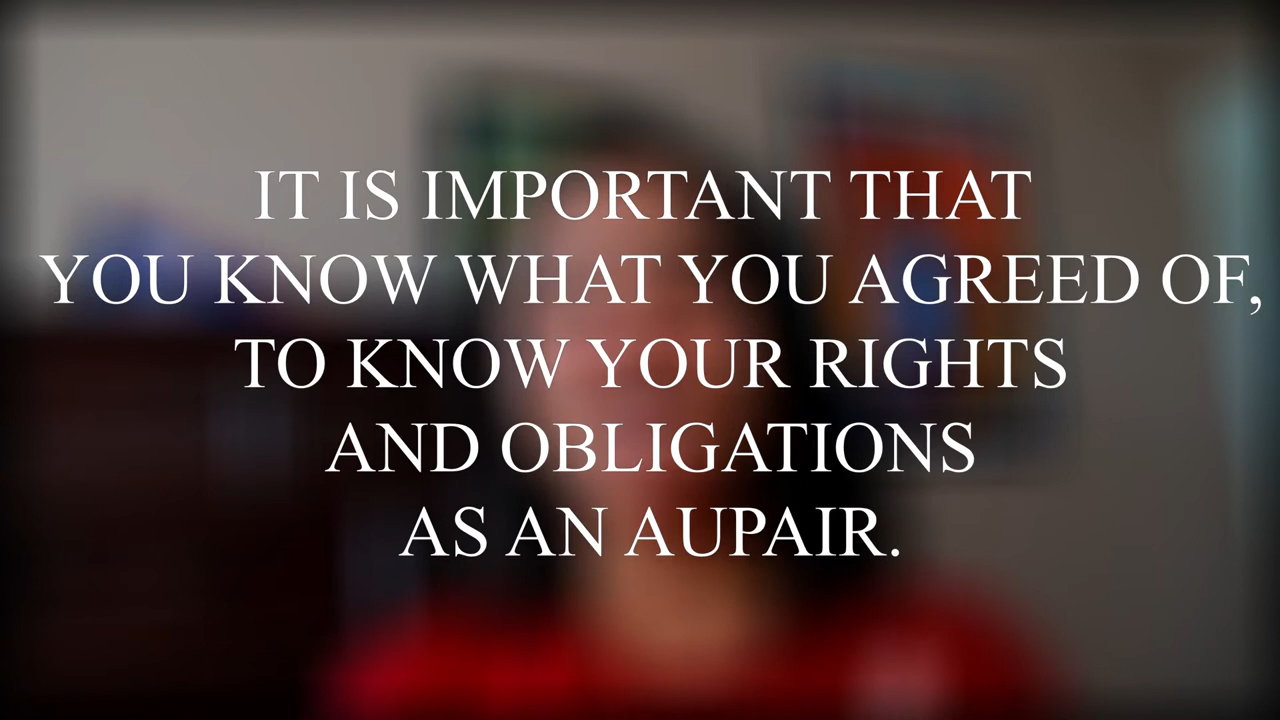 IT IS IMPORTANT THAT
YOU KNOW WHAT YOU AGREED OF,
TO KNOW YOUR RIGHTS
AND OBLIGATIONS
AS AN AUPAIR.